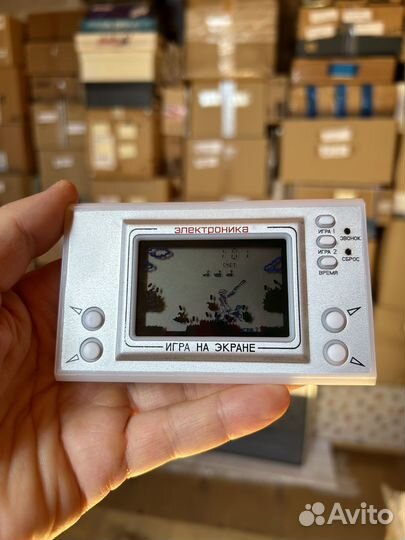 электроника
ИГРА 1
ЗВОНОК
ИГРА 2
СБРОС
ВРЕМЯ
ИГРА НА ЭКРАНЕ
Avito